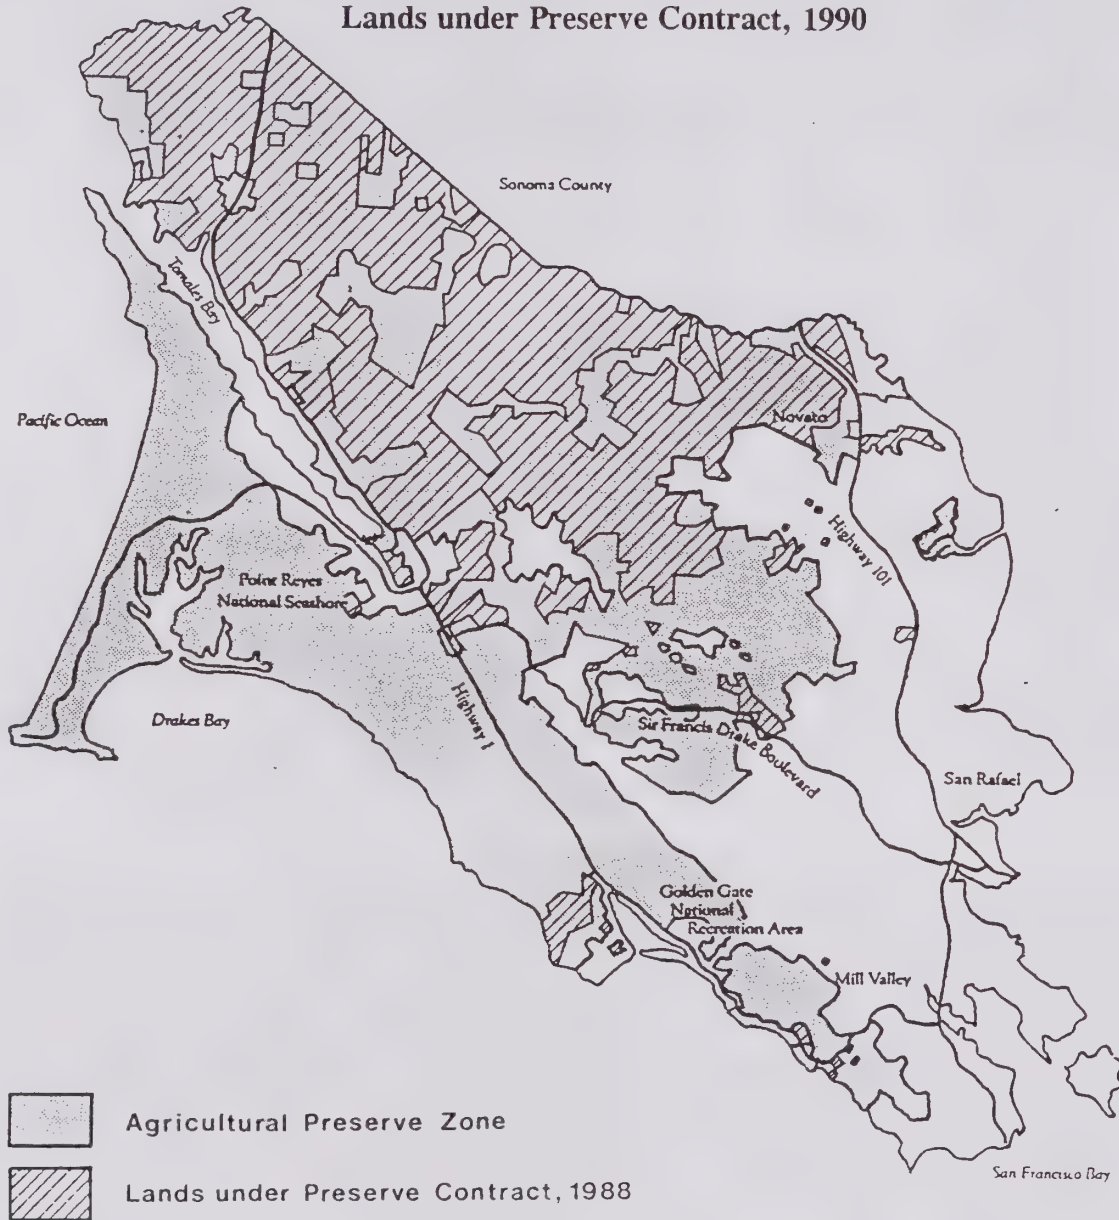 Lands under Preserve Contract, 1990
Sonoma County
Tomales Bay
Pacific Ocean
Novato
Highway 101
Point Reyes
National Seashore
Drakes Bay
Highway 1
Sir Francis Drake Boulevard
San Rafael
Golden Gate
National
Recreation Area
Mill Valley
Agricultural Preserve Zone
Lands under Preserve Contract, 1988
San Francisco Bay